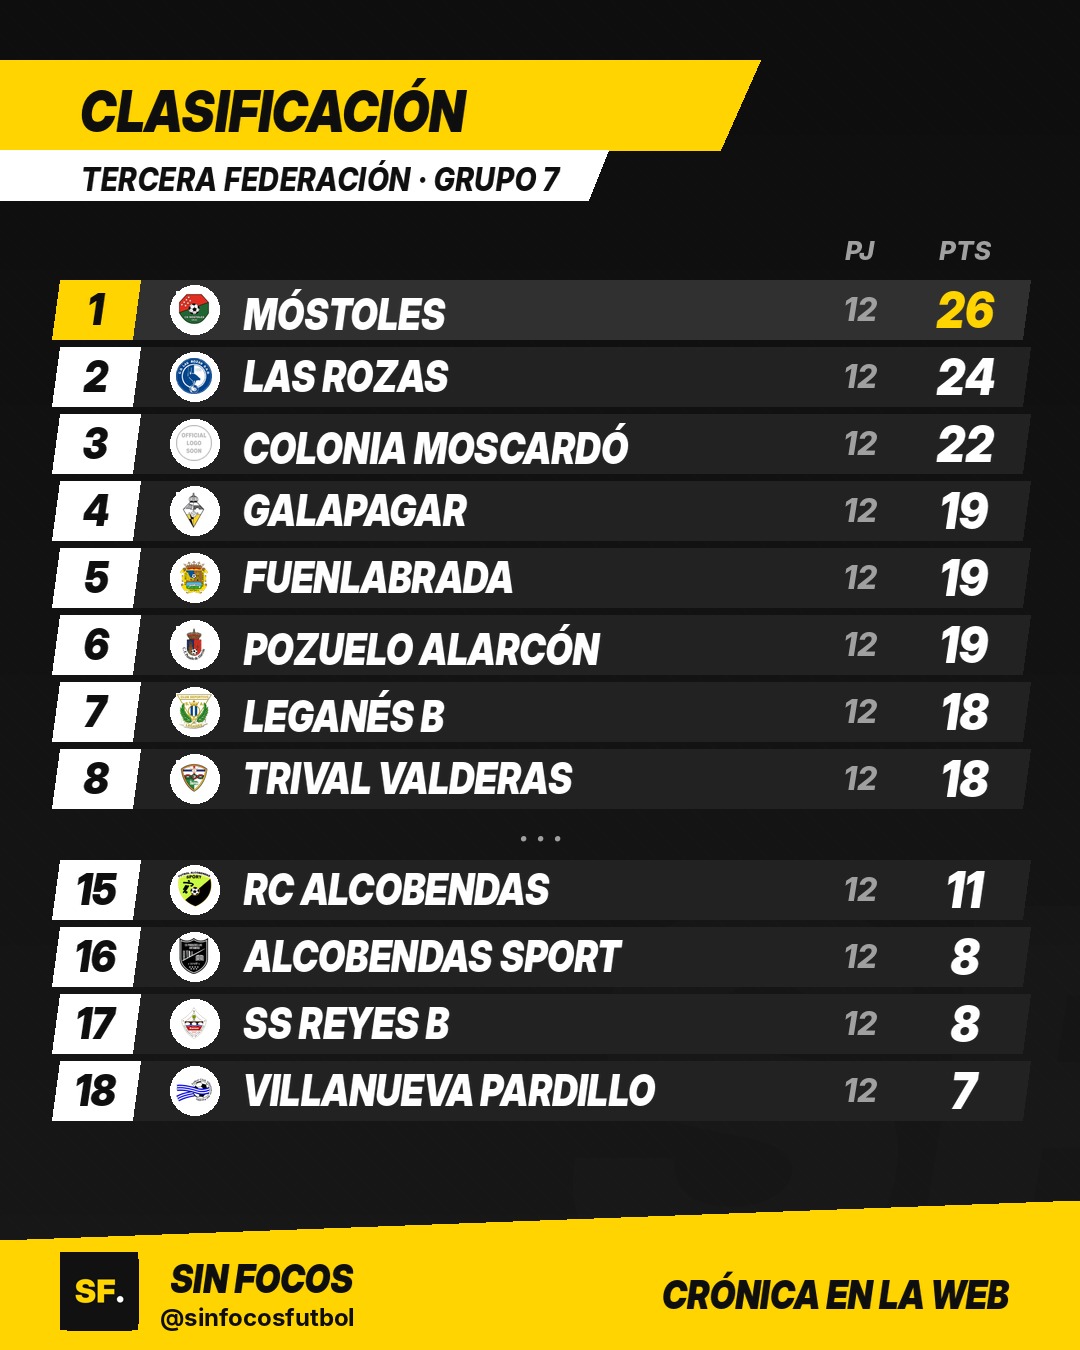 CLASIFICACIÓN
TERCERA FEDERACIÓN · GRUPO 7
PJ PTS
1 MÓSTOLES 12 26
2 LAS ROZAS 12 24
3 OFFICIAL LOGO SOON COLONIA MOSCARDÓ 12 22
4 GALAPAGAR 12 19
5 FUENLABRADA 12 19
6 POZUELO ALARCÓN 12 19
7 LEGANÉS B 12 18
8 TRIVAL VALDERAS 12 18
...
15 RC ALCOBENDAS 12 11
16 ALCOBENDAS SPORT 12 8
17 SS REYES B 12 8
18 VILLANUEVA PARDILLO 12 7
SF. SIN FOCOS
@sinfocosfutbol
CRÓNICA EN LA WEB